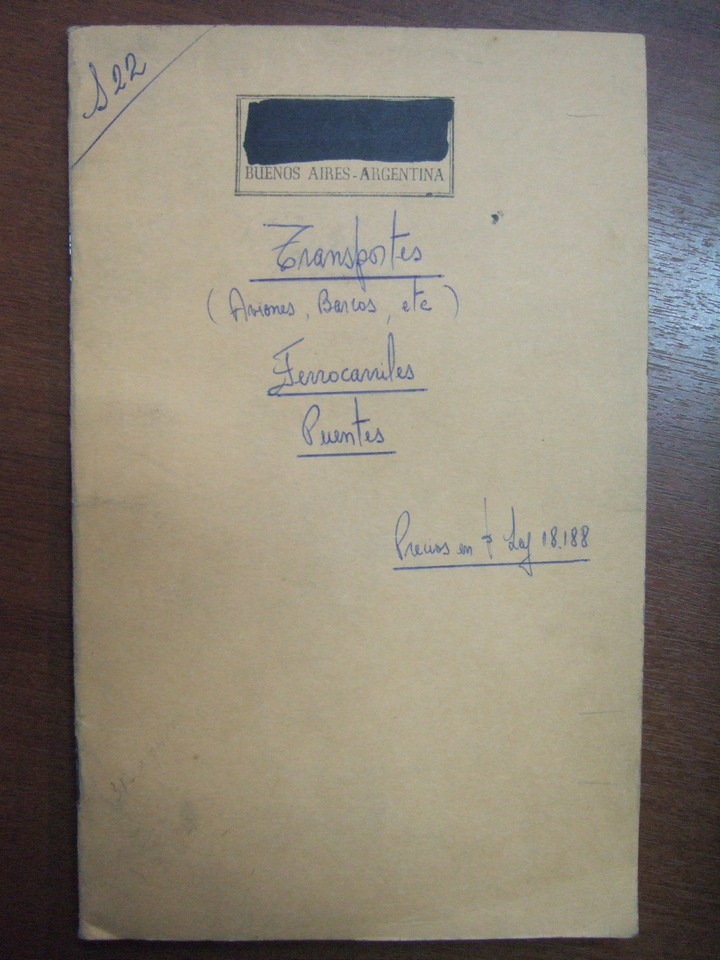 S22
BUENOS AIRES-ARGENTINA
Transportes
(Aviones, Barcos, etc)
Ferrocarriles
Puentes
Precios en $ Ley 18.188